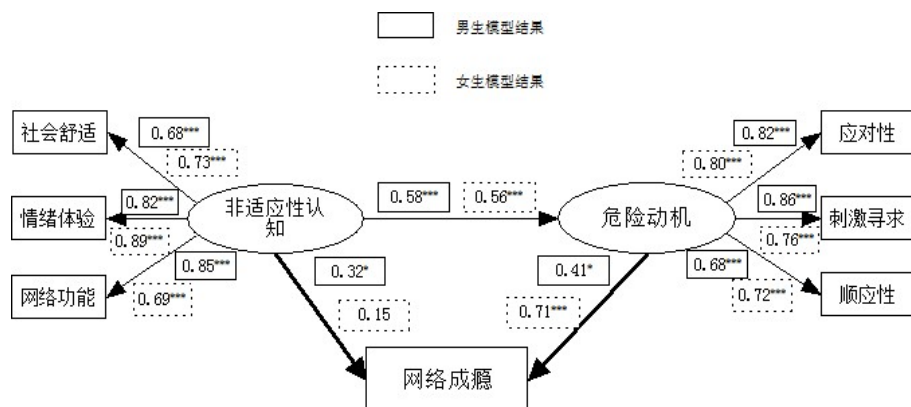 男生模型结果
女生模型结果
社会舒适
0.68***
0.73***
0.82***
0.80***
应对性
情绪体验
0.82***
0.89***
非适应性认
知
0.58***
0.56***
危险动机
0.86***
0.76***
刺激寻求
网络功能
0.85***
0.69***
0.32*
0.15
0.41*
0.71***
0.68***
0.72***
顺应性
网络成瘾